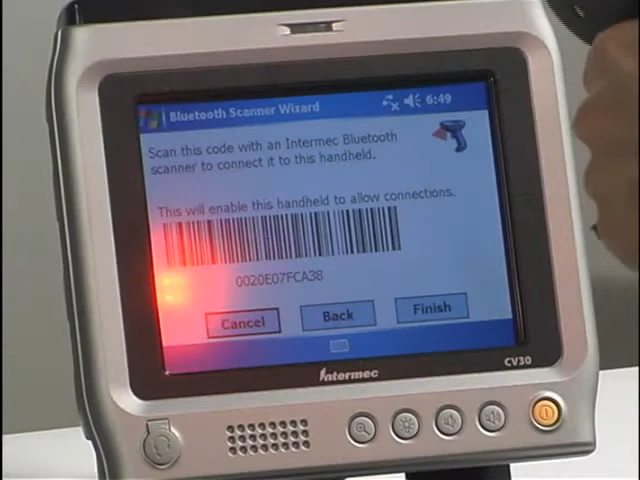 Bluetooth Scanner Wizard 6:49
Scan this code with an Intermec Bluetooth
scanner to connect it to this handheld.
This will enable this handheld to allow connections.
0020E07FCA38
Cancel Back Finish
Intermec
CV30